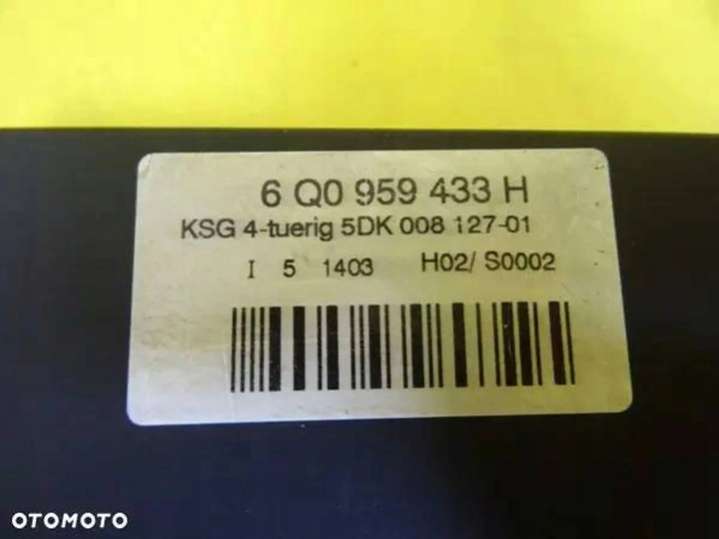 6 Q0 959 433 H
KSG 4-tuerig 5DK 008 127-01
I 5 1403 H02/ S0002
OTOMOTO